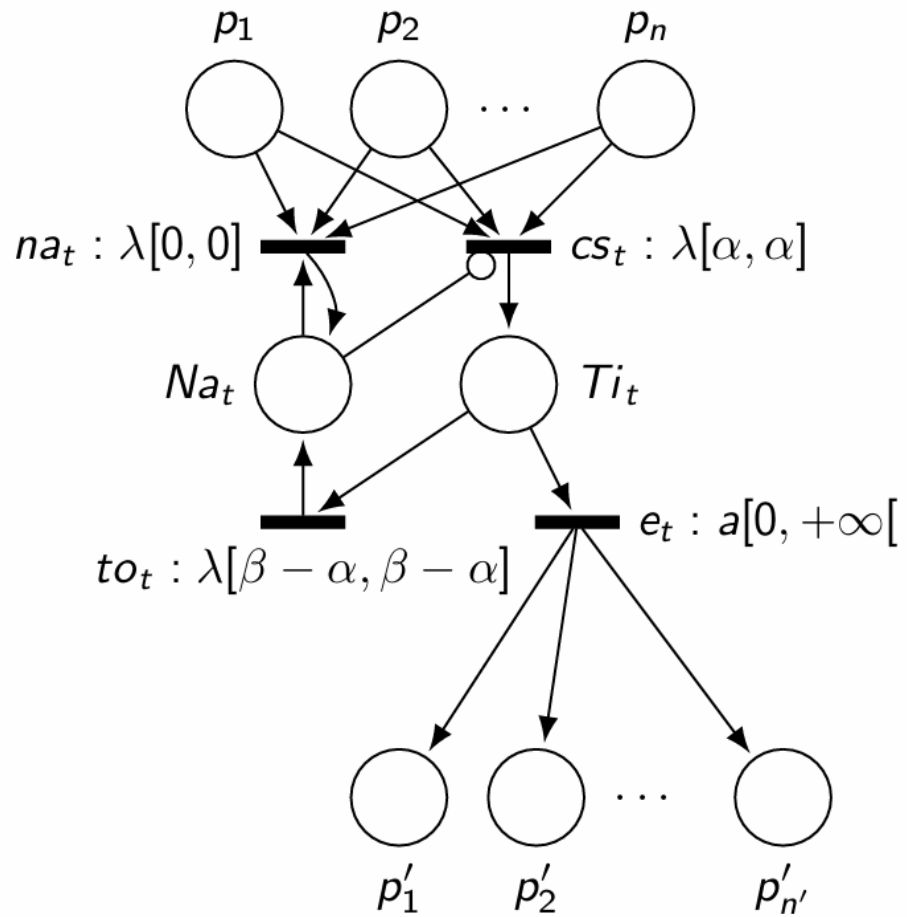 p₁ p₂ pₙ
· · ·
naₜ : λ[0, 0] csₜ : λ[α, α]
Naₜ Tiₜ
eₜ : a[0, +∞[
toₜ : λ[β − α, β − α]
· · ·
p′₁ p′₂ p′ₙ′